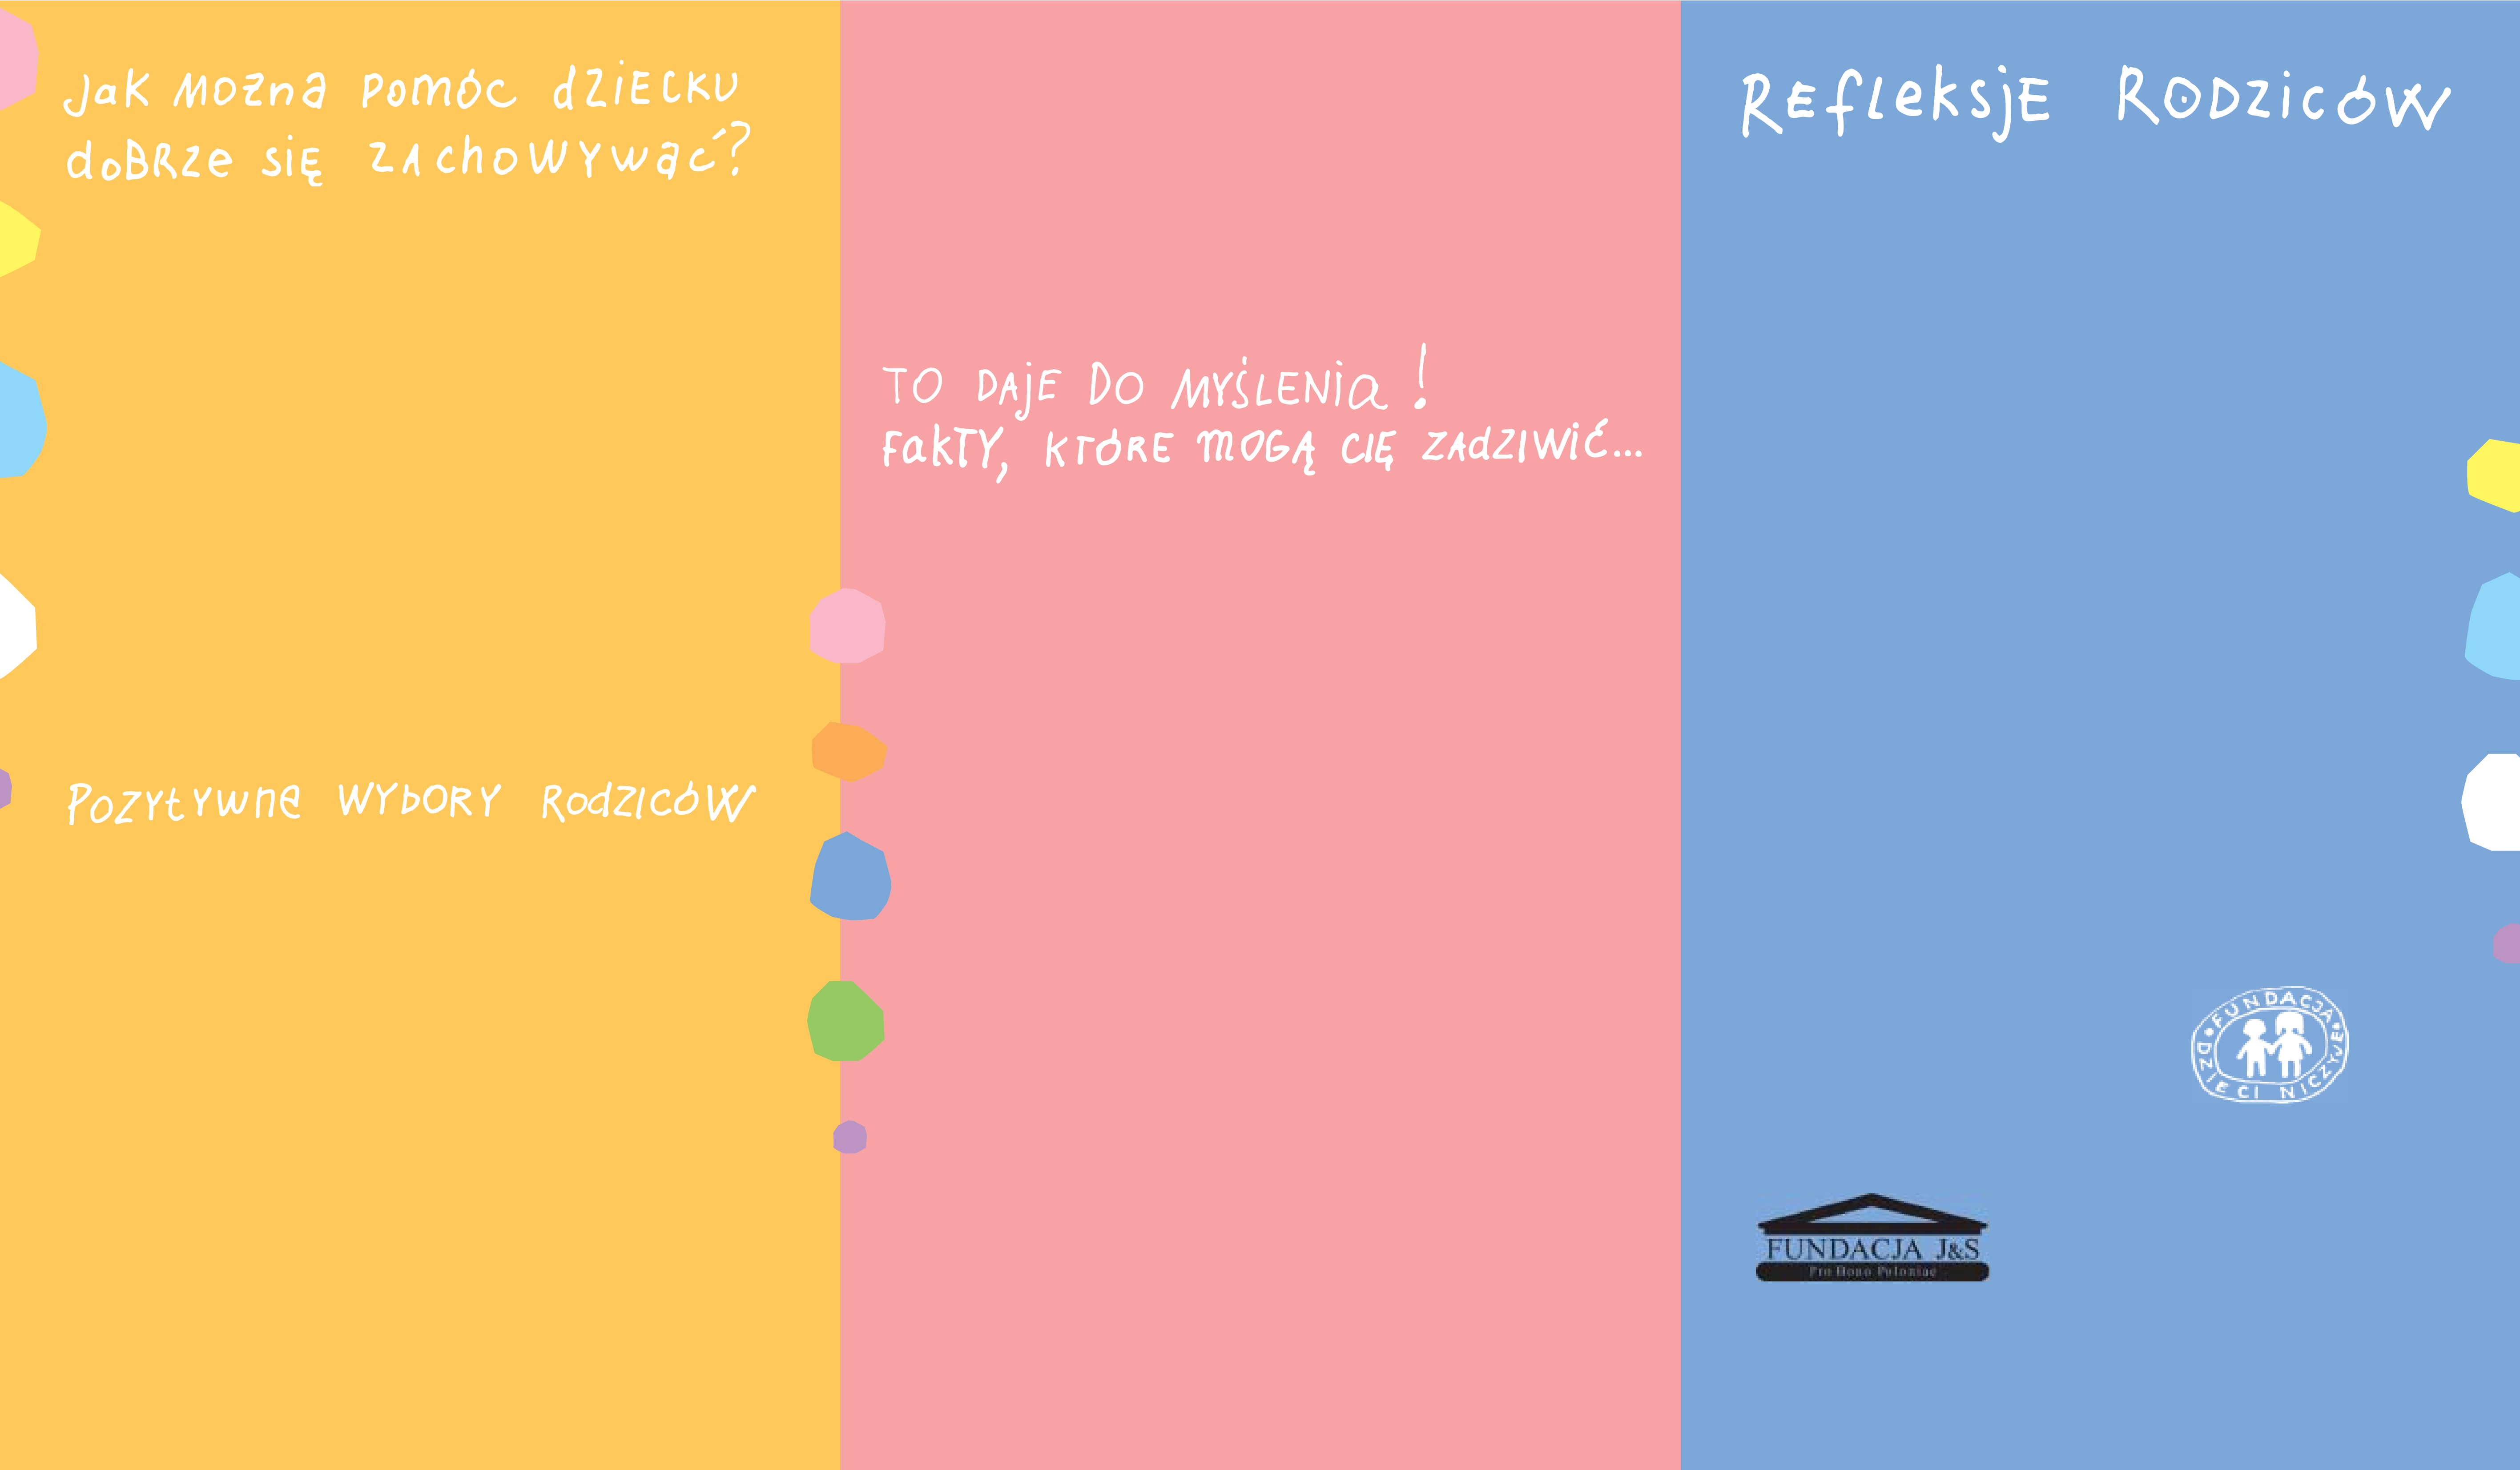 Jak można pomóc dziecku
dobrze się zachowywać?
Pozytywne wybory Rodziców
TO DAJE DO MYŚLENIA!
FAKTY, KTÓRE MOGĄ CIĘ ZADZIWIĆ...
Refleksje Rodziców
FUNDACJA
DZIECI NICZYJE
FUNDACJA J&S
Pro Bono Poloniae